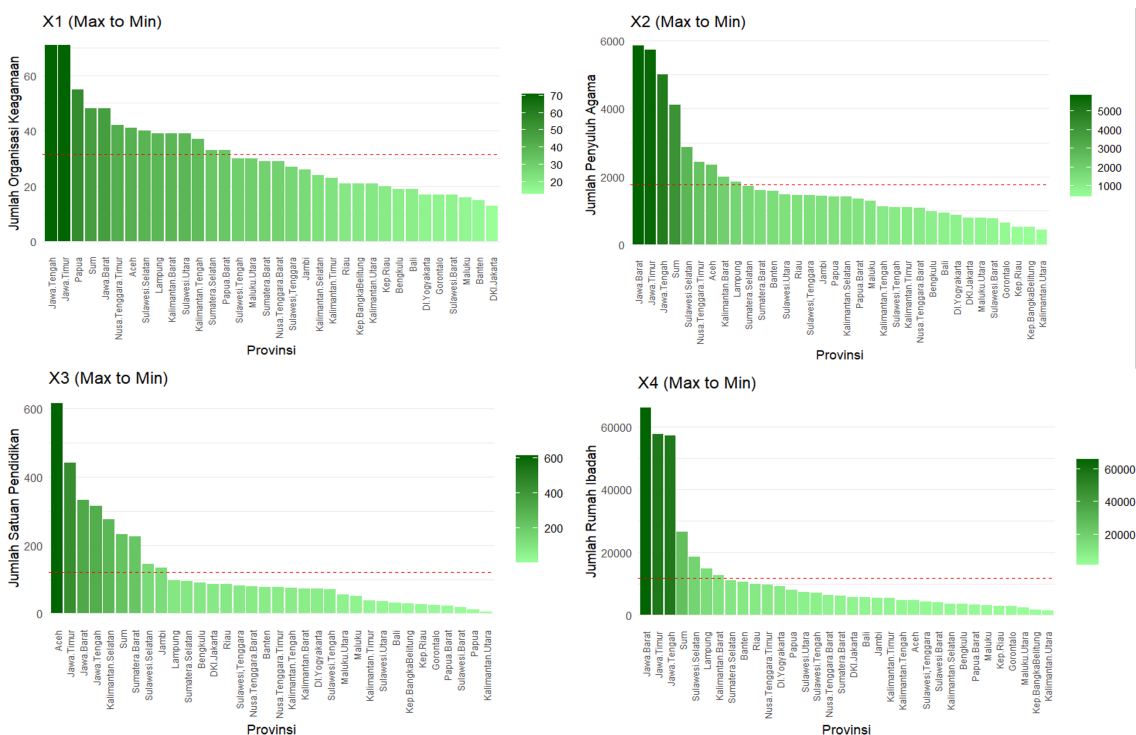 X1 (Max to Min)
Jumlah Organisasi Keagamaan
60
40
20
0
Jawa.Tengah
Jawa.Timur
Papua
Sum
Jawa.Barat
Nusa.Tenggara.Timur
Aceh
Sulawesi.Selatan
Lampung
Kalimantan.Barat
Sulawesi.Utara
Kalimantan.Tengah
Sumatera.Selatan
Papua.Barat
Sulawesi.Tengah
Maluku.Utara
Sumatera.Barat
Nusa.Tenggara.Barat
Sulawesi,Tenggara
Jambi
Kalimantan.Selatan
Kalimantan.Timur
Riau
Kep.BangkaBelitung
Kalimantan.Utara
Kep.Riau
Bengkulu
Bali
DI.Yogyakarta
Gorontalo
Sulawesi.Barat
Maluku
Banten
DKI.Jakarta
Provinsi
70
60
50
40
30
20
X2 (Max to Min)
Jumlah Penyuluh Agama
6000
4000
2000
0
Jawa.Barat
Jawa.Timur
Jawa.Tengah
Sum
Sulawesi.Selatan
Nusa.Tenggara.Timur
Aceh
Kalimantan.Barat
Lampung
Sumatera.Selatan
Sumatera.Barat
Banten
Sulawesi.Utara
Riau
Sulawesi,Tenggara
Jambi
Papua
Kalimantan.Selatan
Papua.Barat
Maluku
Kalimantan.Tengah
Sulawesi.Tengah
Kalimantan.Timur
Nusa.Tenggara.Barat
Bengkulu
Bali
DI.Yogyakarta
DKI.Jakarta
Maluku.Utara
Sulawesi.Barat
Gorontalo
Kep.Riau
Kep.BangkaBelitung
Kalimantan.Utara
Provinsi
5000
4000
3000
2000
1000
X3 (Max to Min)
Jumlah Satuan Pendidikan
600
400
200
0
Aceh
Jawa.Timur
Jawa.Barat
Jawa.Tengah
Kalimantan.Selatan
Sum
Sumatera.Barat
Sulawesi.Selatan
Jambi
Lampung
Sumatera.Selatan
Bengkulu
DKI.Jakarta
Riau
Sulawesi,Tenggara
Nusa.Tenggara.Barat
Banten
Nusa.Tenggara.Timur
Kalimantan.Tengah
Kalimantan.Barat
DI.Yogyakarta
Sulawesi.Tengah
Maluku.Utara
Maluku
Kalimantan.Timur
Sulawesi.Utara
Bali
Kep.BangkaBelitung
Kep.Riau
Gorontalo
Papua.Barat
Sulawesi.Barat
Papua
Kalimantan.Utara
Provinsi
600
400
200
X4 (Max to Min)
Jumlah Rumah Ibadah
60000
40000
20000
0
Jawa.Barat
Jawa.Timur
Jawa.Tengah
Sum
Sulawesi.Selatan
Lampung
Kalimantan.Barat
Sumatera.Selatan
Banten
Riau
Nusa.Tenggara.Timur
DI.Yogyakarta
Papua
Sulawesi.Utara
Sulawesi.Tengah
Nusa.Tenggara.Barat
Sumatera.Barat
DKI.Jakarta
Bali
Jambi
Kalimantan.Timur
Kalimantan.Tengah
Aceh
Sulawesi,Tenggara
Sulawesi.Barat
Kalimantan.Selatan
Bengkulu
Papua.Barat
Maluku
Kep.Riau
Gorontalo
Maluku.Utara
Kep.BangkaBelitung
Kalimantan.Utara
Provinsi
60000
40000
20000